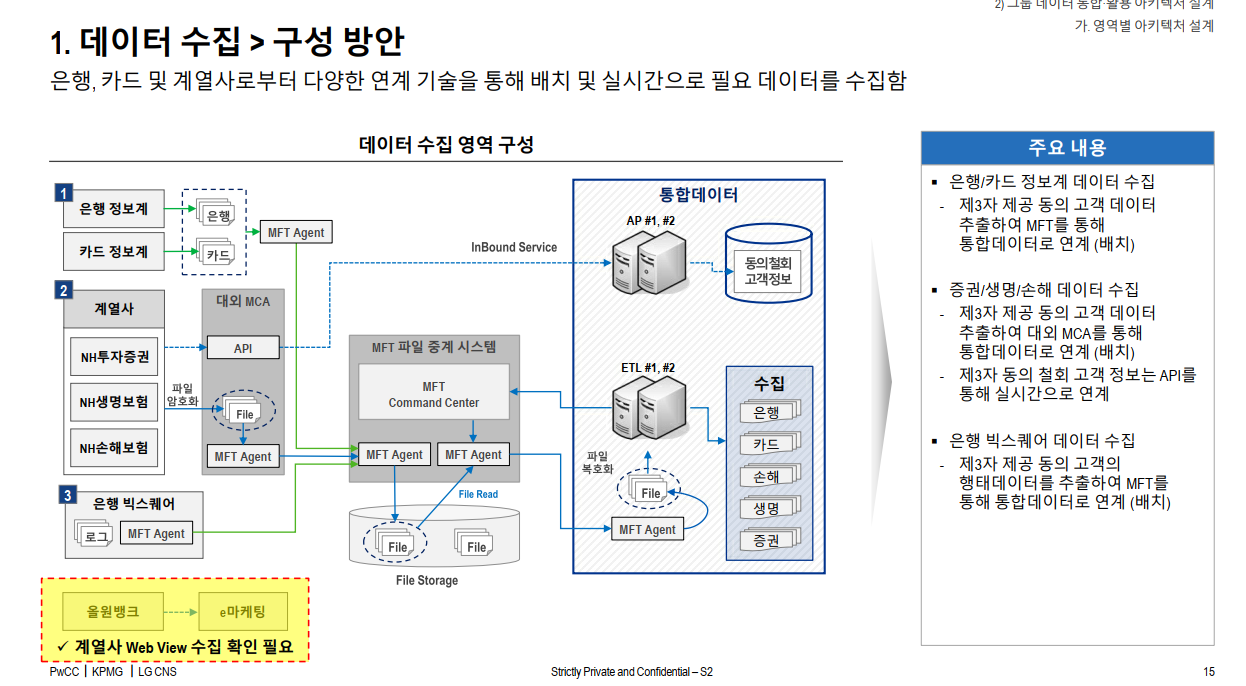 2) 그룹 데이터 통합·활용 아키텍처 설계
가. 영역별 아키텍처 설계
1. 데이터 수집 > 구성 방안
은행, 카드 및 계열사로부터 다양한 연계 기술을 통해 배치 및 실시간으로 필요 데이터를 수집함
데이터 수집 영역 구성
1
은행 정보계
카드 정보계
은행
카드
MFT Agent
2
계열사
NH투자증권
NH생명보험
NH손해보험
파일
암호화
대외 MCA
API
File
MFT Agent
3
은행 빅스퀘어
로그
MFT Agent
InBound Service
MFT 파일 중계 시스템
MFT
Command Center
MFT Agent
MFT Agent
File Read
File
File
File Storage
통합데이터
AP #1, #2
동의철회
고객정보
ETL #1, #2
파일
복호화
File
MFT Agent
수집
은행
카드
손해
생명
증권
올원뱅크
e마케팅
✓ 계열사 Web View 수집 확인 필요
주요 내용
▪ 은행/카드 정보계 데이터 수집
- 제3자 제공 동의 고객 데이터
추출하여 MFT를 통해
통합데이터로 연계 (배치)
▪ 증권/생명/손해 데이터 수집
- 제3자 제공 동의 고객 데이터
추출하여 대외 MCA를 통해
통합데이터로 연계 (배치)
- 제3자 동의 철회 고객 정보는 API를
통해 실시간으로 연계
▪ 은행 빅스퀘어 데이터 수집
- 제3자 제공 동의 고객의
행태데이터를 추출하여 MFT를
통해 통합데이터로 연계 (배치)
PwCC | KPMG | LG CNS
Strictly Private and Confidential – S2
15